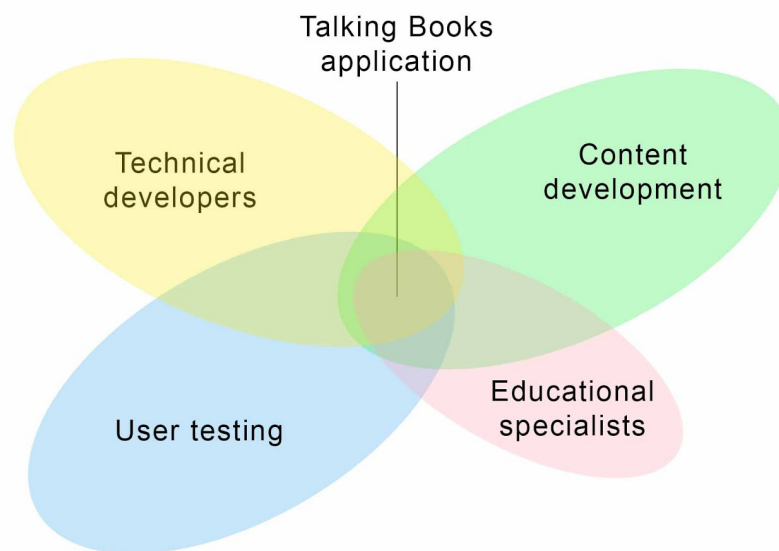 Talking Books
application
Technical
developers
Content
development
User testing
Educational
specialists